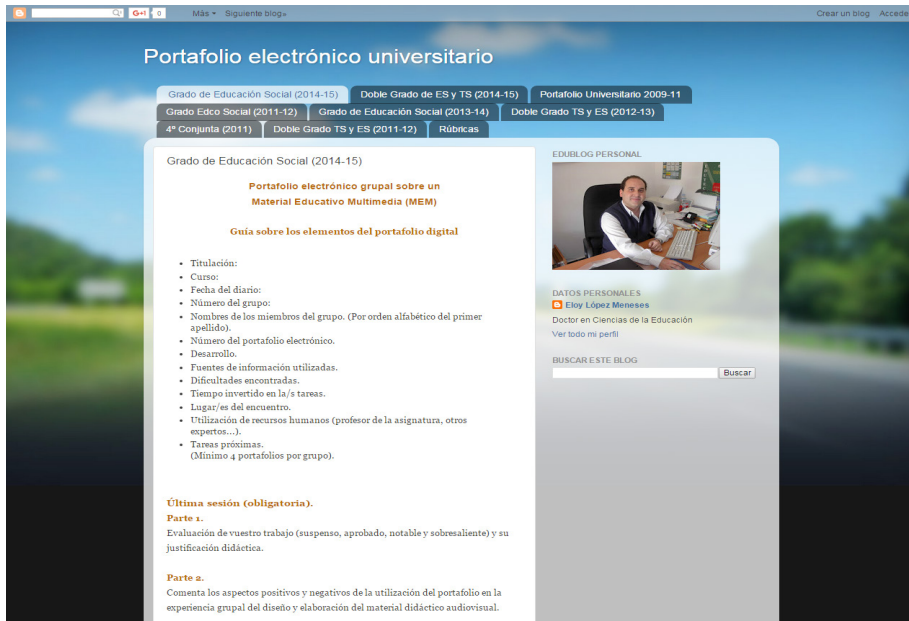 G+1 0 Más Siguiente blog» Crear un blog Accede
Portafolio electrónico universitario
Grado de Educación Social (2014-15) Doble Grado de ES y TS (2014-15) Portafolio Universitario 2009-11
Grado Edco Social (2011-12) Grado de Educación Social (2013-14) Doble Grado TS y ES (2012-13)
4º Conjunta (2011) Doble Grado TS y ES (2011-12) Rúbricas
Grado de Educación Social (2014-15)
Portafolio electrónico grupal sobre un
Material Educativo Multimedia (MEM)
Guía sobre los elementos del portafolio digital
• Titulación:
• Curso:
• Fecha del diario:
• Número del grupo:
• Nombres de los miembros del grupo. (Por orden alfabético del primer
apellido).
• Número del portafolio electrónico.
• Desarrollo.
• Fuentes de información utilizadas.
• Dificultades encontradas.
• Tiempo invertido en la/s tareas.
• Lugar/es del encuentro.
• Utilización de recursos humanos (profesor de la asignatura, otros
expertos...).
• Tareas próximas.
(Mínimo 4 portafolios por grupo).
Última sesión (obligatoria).
Parte 1.
Evaluación de vuestro trabajo (suspenso, aprobado, notable y sobresaliente) y su
justificación didáctica.
Parte 2.
Comenta los aspectos positivos y negativos de la utilización del portafolio en la
experiencia grupal del diseño y elaboración del material didáctico audiovisual.
EDUBLOG PERSONAL
DATOS PERSONALES
Eloy López Meneses
Doctor en Ciencias de la Educación
Ver todo mi perfil
BUSCAR ESTE BLOG
Buscar